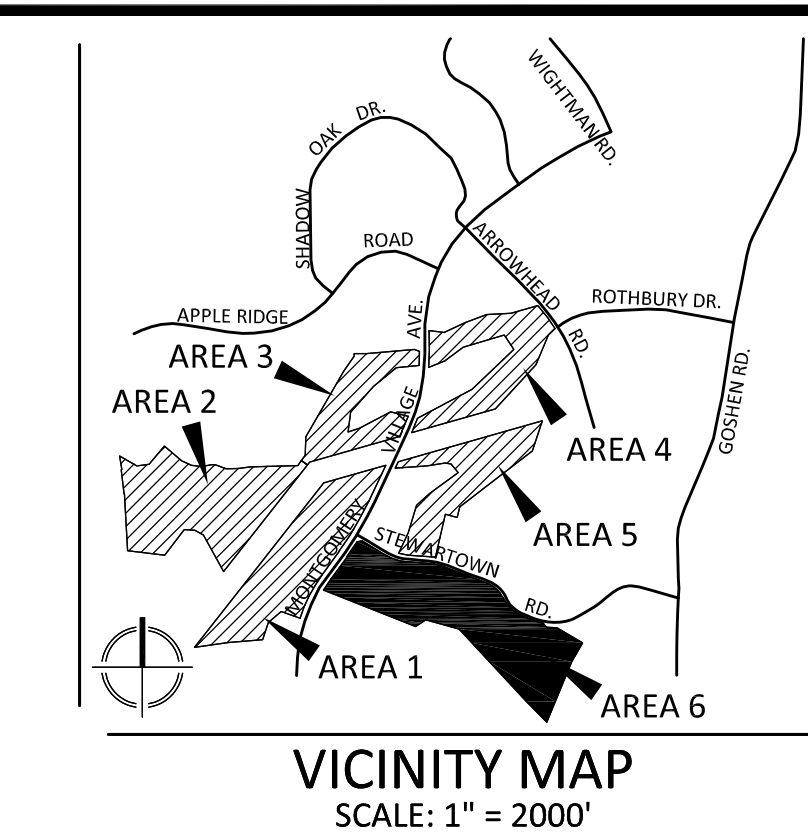 WIGHTMAN RD.
SHADOW OAK DR.
APPLE RIDGE ROAD
ARROWHEAD RD.
ROTHBURY DR.
GOSHEN RD.
MONTGOMERY VILLAGE AVE.
STEWARTOWN RD.
AREA 3
AREA 2
AREA 4
AREA 5
AREA 1
AREA 6
VICINITY MAP
SCALE: 1" = 2000'